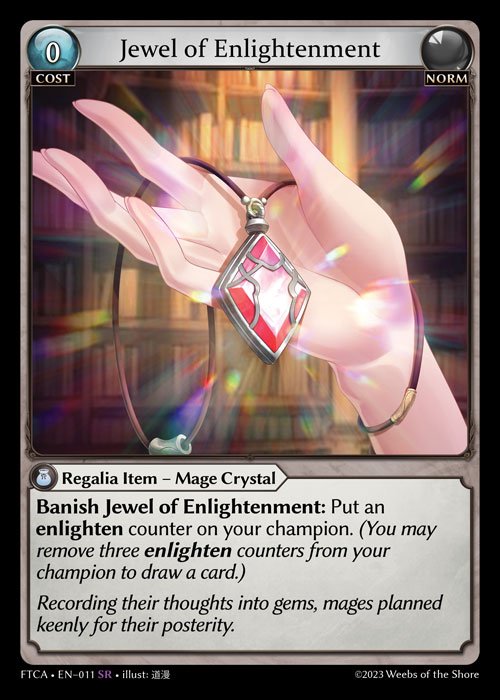 0
Jewel of Enlightenment
COST
NORM
Regalia Item – Mage Crystal
Banish Jewel of Enlightenment: Put an
enlighten counter on your champion. (You may
remove three enlighten counters from your
champion to draw a card.)
Recording their thoughts into gems, mages planned
keenly for their posterity.
FTCA • EN–011 SR • illust: 道漫
©2023 Weebs of the Shore